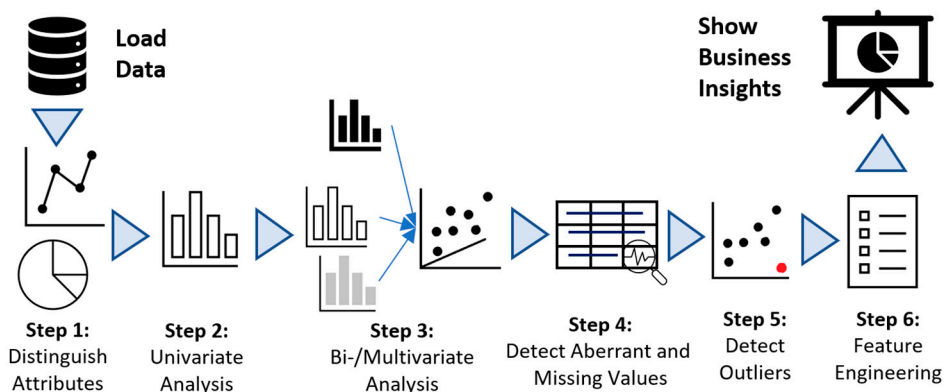 Load
Data
Show
Business
Insights
Step 1:
Distinguish
Attributes
Step 2:
Univariate
Analysis
Step 3:
Bi-/Multivariate
Analysis
Step 4:
Detect Aberrant and
Missing Values
Step 5:
Detect
Outliers
Step 6:
Feature
Engineering